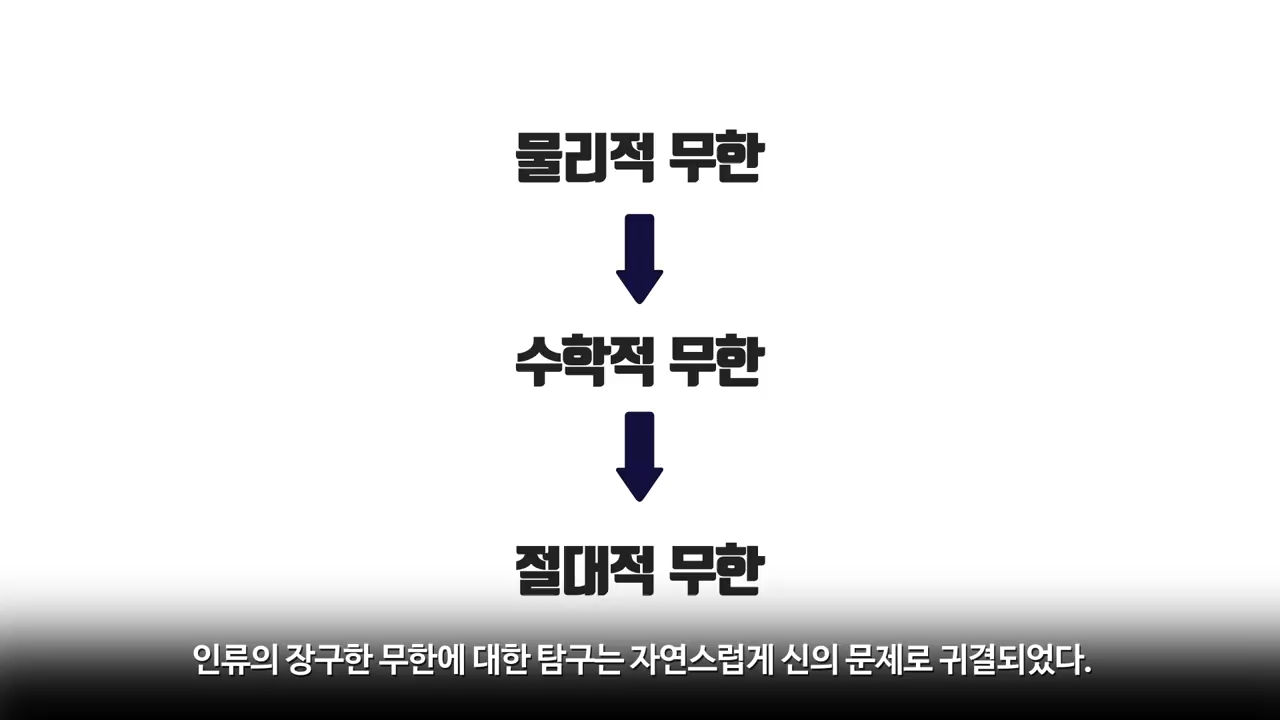 물리적 무한
수학적 무한
절대적 무한
인류의 장구한 무한에 대한 탐구는 자연스럽게 신의 문제로 귀결되었다.